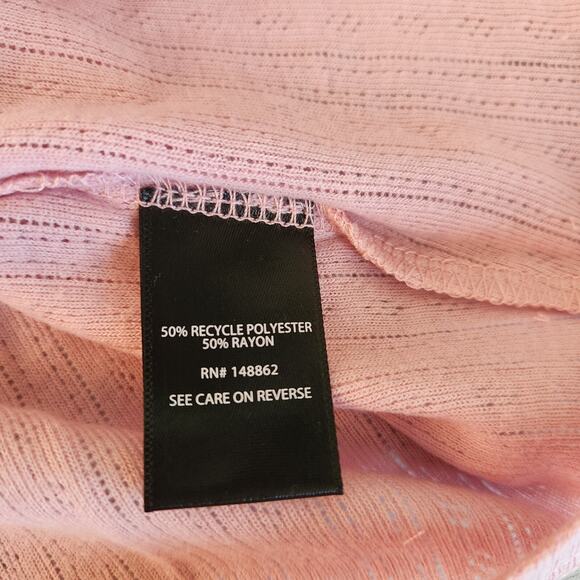 50% RECYCLE POLYESTER
50% RAYON
RN# 148862
SEE CARE ON REVERSE